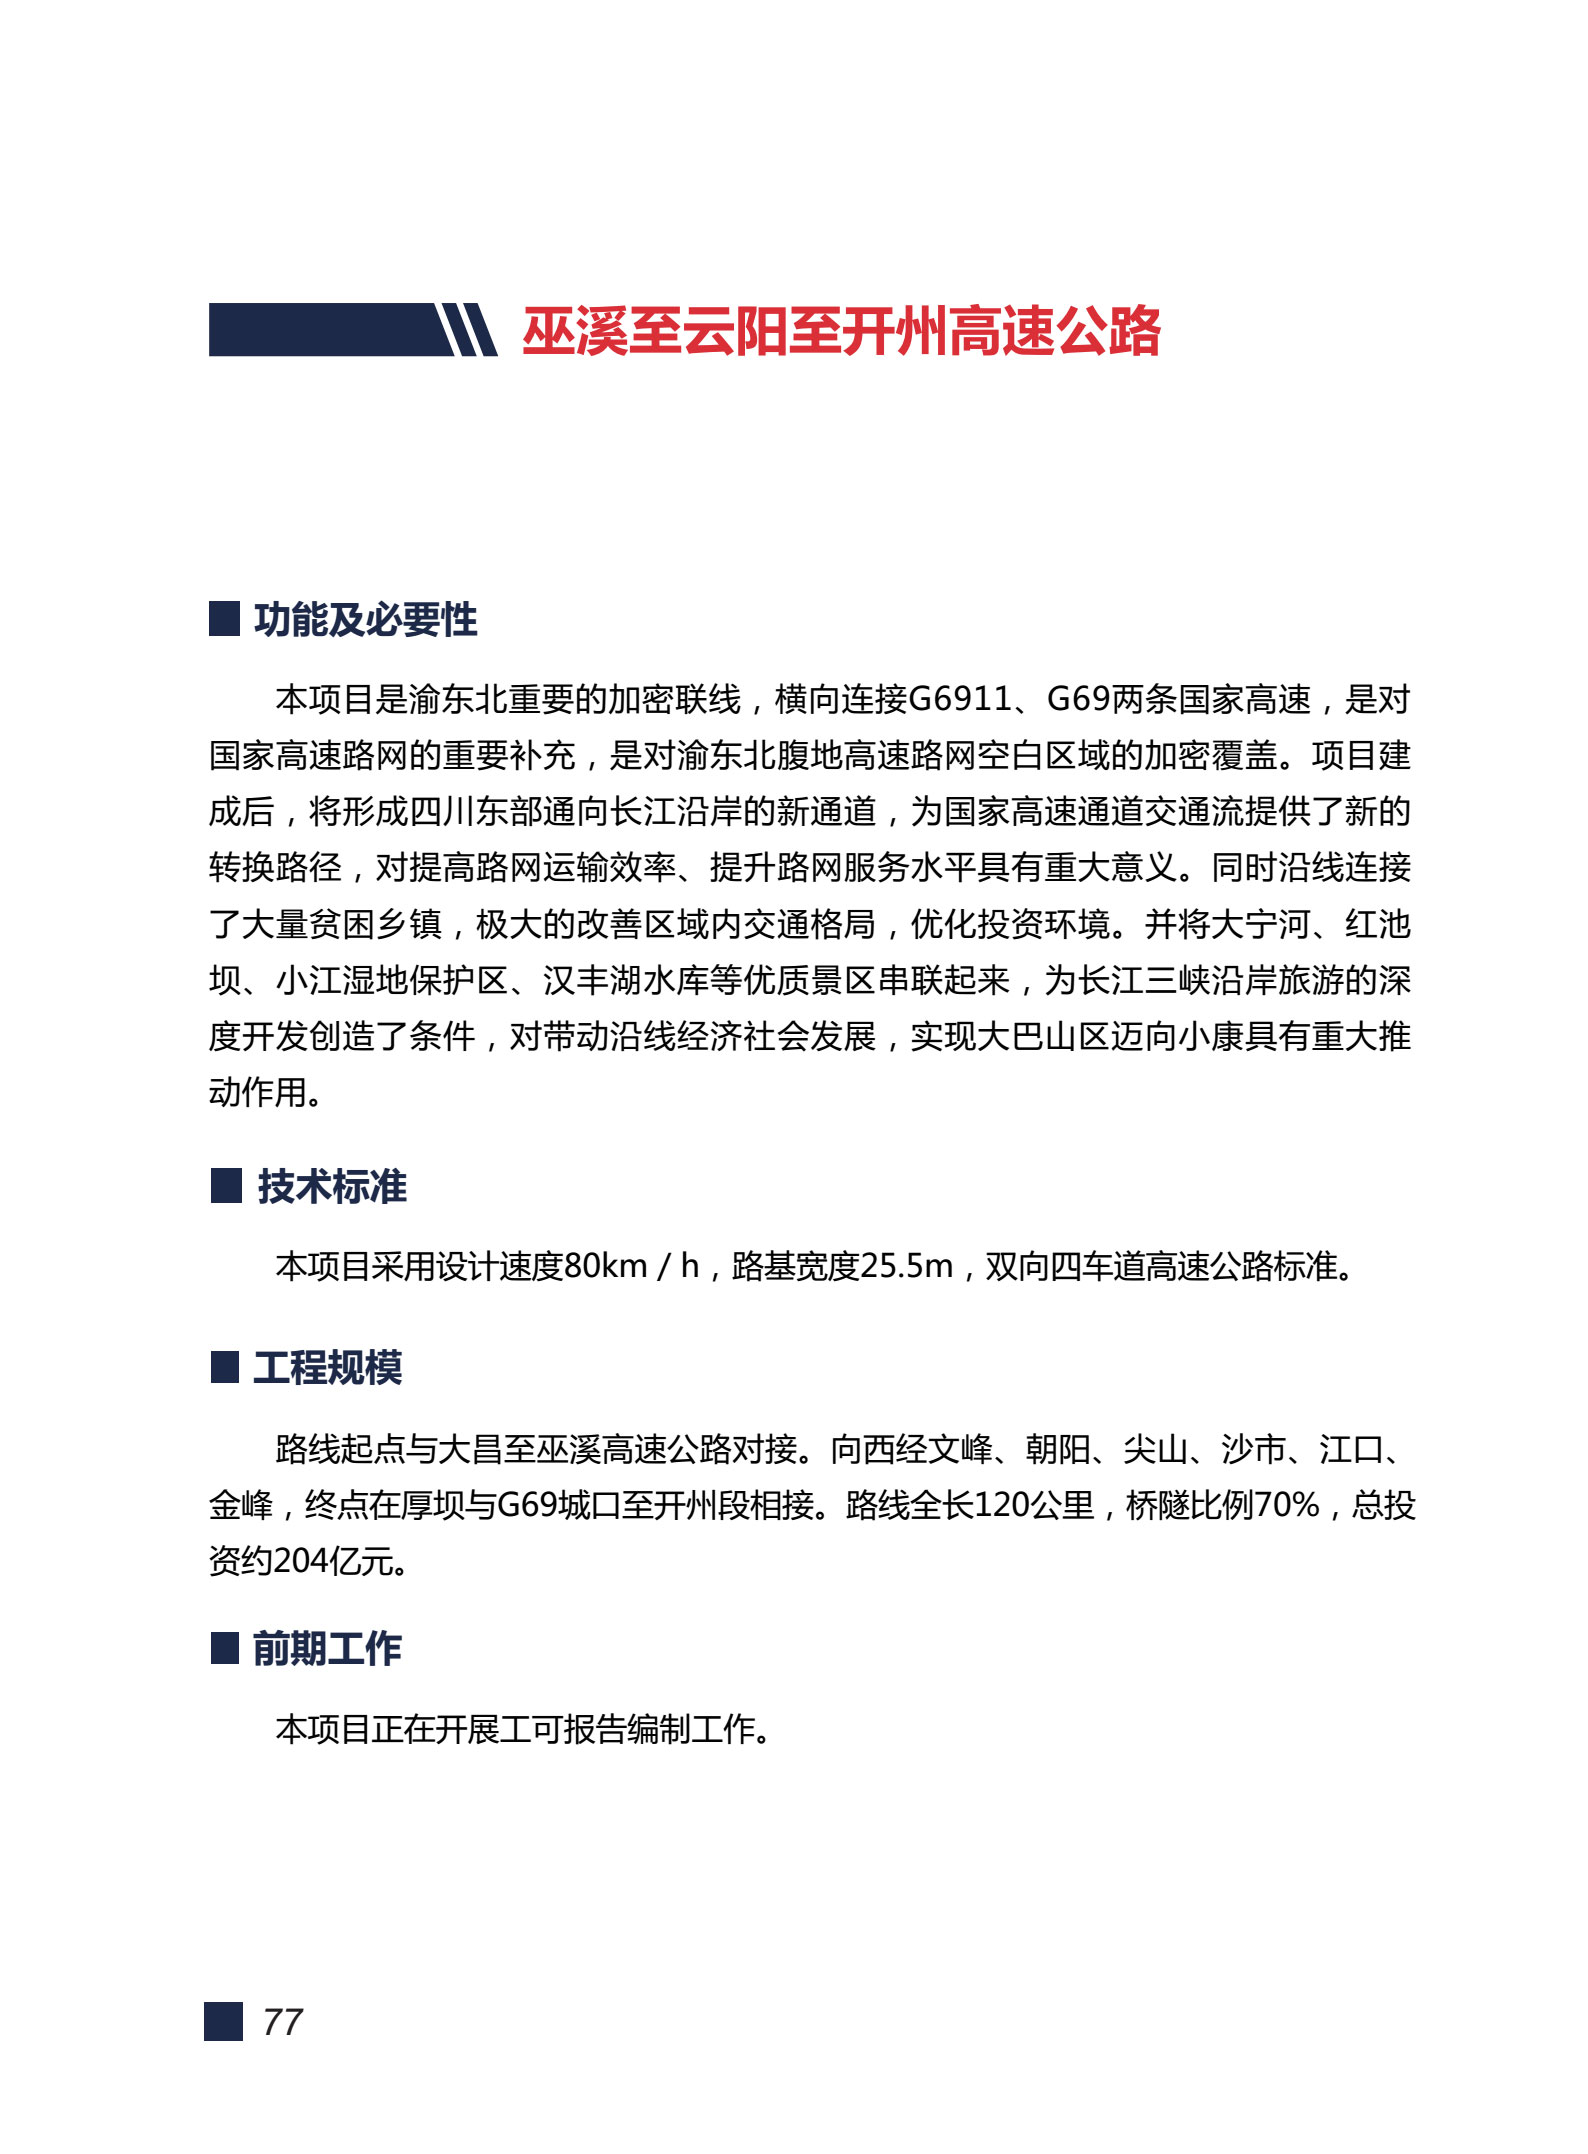 巫溪至云阳至开州高速公路
功能及必要性
本项目是渝东北重要的加密联线，横向连接G6911、G69两条国家高速，是对
国家高速路网的重要补充，是对渝东北腹地高速路网空白区域的加密覆盖。项目建
成后，将形成四川东部通向长江沿岸的新通道，为国家高速通道交通流提供了新的
转换路径，对提高路网运输效率、提升路网服务水平具有重大意义。同时沿线连接
了大量贫困乡镇，极大的改善区域内交通格局，优化投资环境。并将大宁河、红池
坝、小江湿地保护区、汉丰湖水库等优质景区串联起来，为长江三峡沿岸旅游的深
度开发创造了条件，对带动沿线经济社会发展，实现大巴山区迈向小康具有重大推
动作用。
技术标准
本项目采用设计速度80km / h，路基宽度25.5m，双向四车道高速公路标准。
工程规模
路线起点与大昌至巫溪高速公路对接。向西经文峰、朝阳、尖山、沙市、江口、
金峰，终点在厚坝与G69城口至开州段相接。路线全长120公里，桥隧比例70%，总投
资约204亿元。
前期工作
本项目正在开展工可报告编制工作。
77